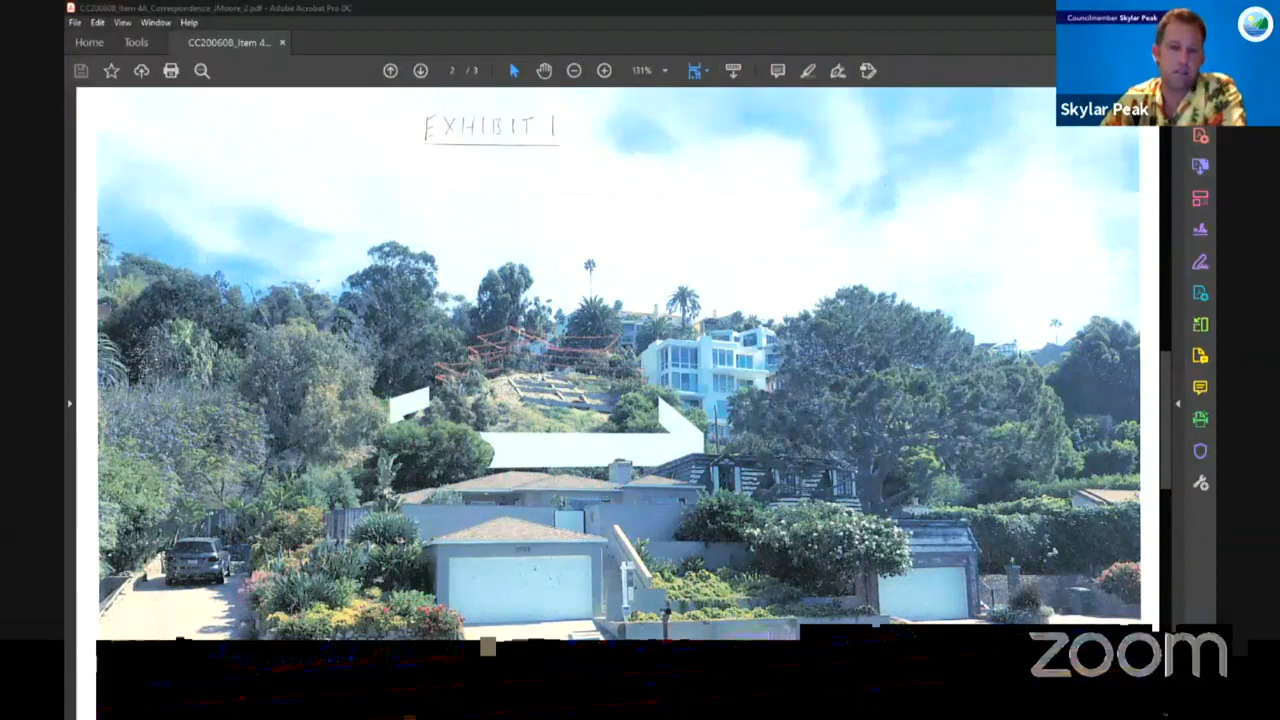 CC200608_Item 4A_Correspondence_JMoore_2.pdf - Adobe Acrobat Pro DC
File Edit View Window Help
Home Tools CC200608_Item 4... ×
2 / 3 131%
Councilmember Skylar Peak
Skylar Peak
EXHIBIT 1
zoom